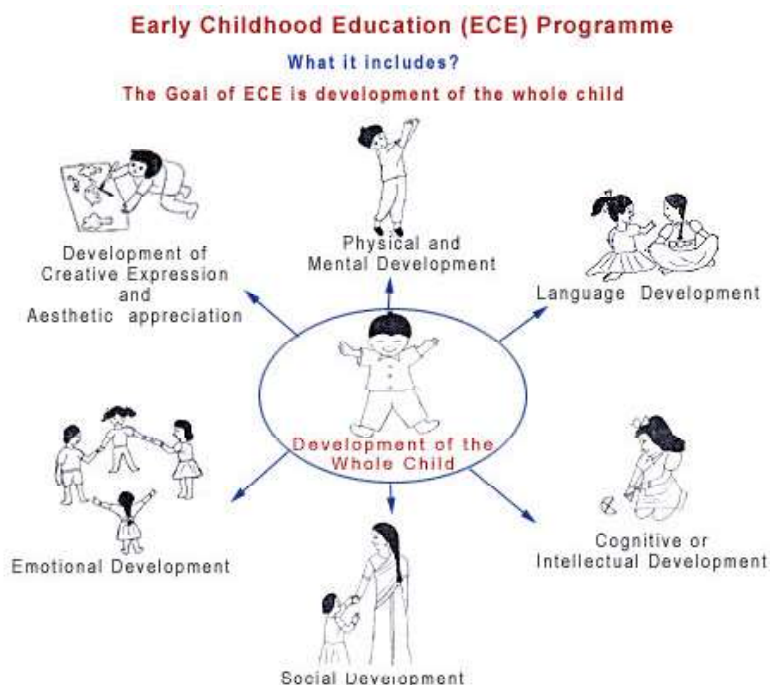 Early Childhood Education (ECE) Programme
What it includes?
The Goal of ECE is development of the whole child
Development of
Creative Expression
and
Aesthetic appreciation
Physical and
Mental Development
Language Development
Development of the
Whole Child
Emotional Development
Social Development
Cognitive or
Intellectual Development